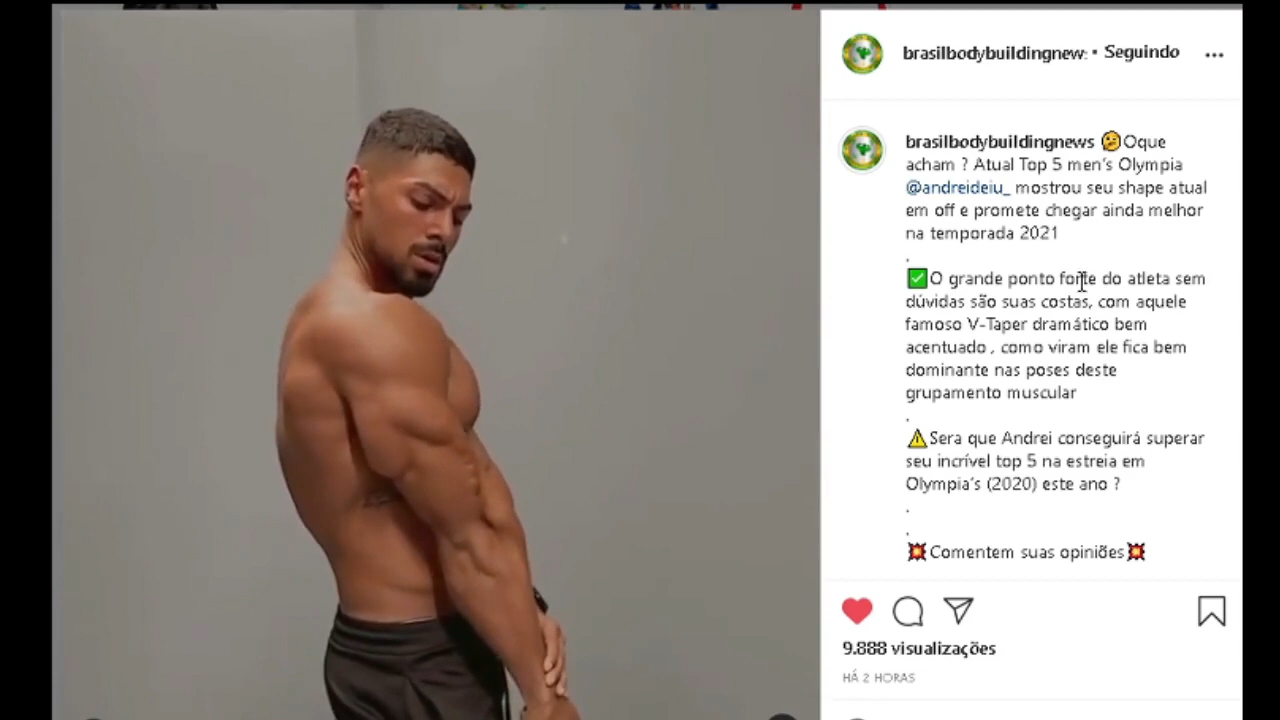 brasilbodybuildingnew: • Seguindo
brasilbodybuildingnews 🤔Oque
acham ? Atual Top 5 men's Olympia
@andreideiu_ mostrou seu shape atual
em off e promete chegar ainda melhor
na temporada 2021
.
✅O grande ponto forte do atleta sem
dúvidas são suas costas, com aquele
famoso V-Taper dramático bem
acentuado , como viram ele fica bem
dominante nas poses deste
grupamento muscular
.
⚠️Sera que Andrei conseguirá superar
seu incrível top 5 na estreia em
Olympia's (2020) este ano ?
.
.
💥Comentem suas opiniões💥
9.888 visualizações
HÁ 2 HORAS